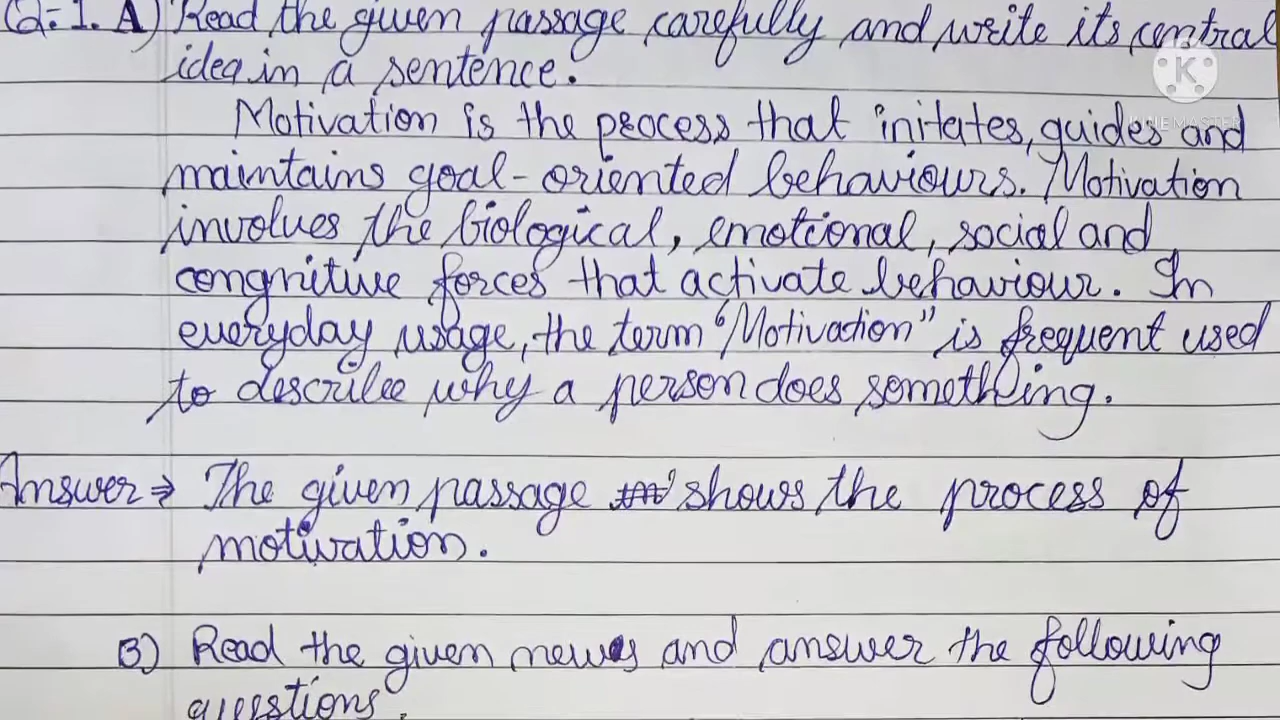 Q-1. A) Read the given passage carefully and write its central
idea in a sentence.
Motivation is the process that initates, guides and
maintains goal-oriented behaviours. Motivation
involves the biological, emotional, social and
congnitive forces that activate behaviour. In
everyday usage, the term "Motivation" is frequent used
to describe why a person does something.
Answer ⇒ The given passage shows the process of
motivation.
B) Read the given news and answer the following
questions.
K
KINEMASTER